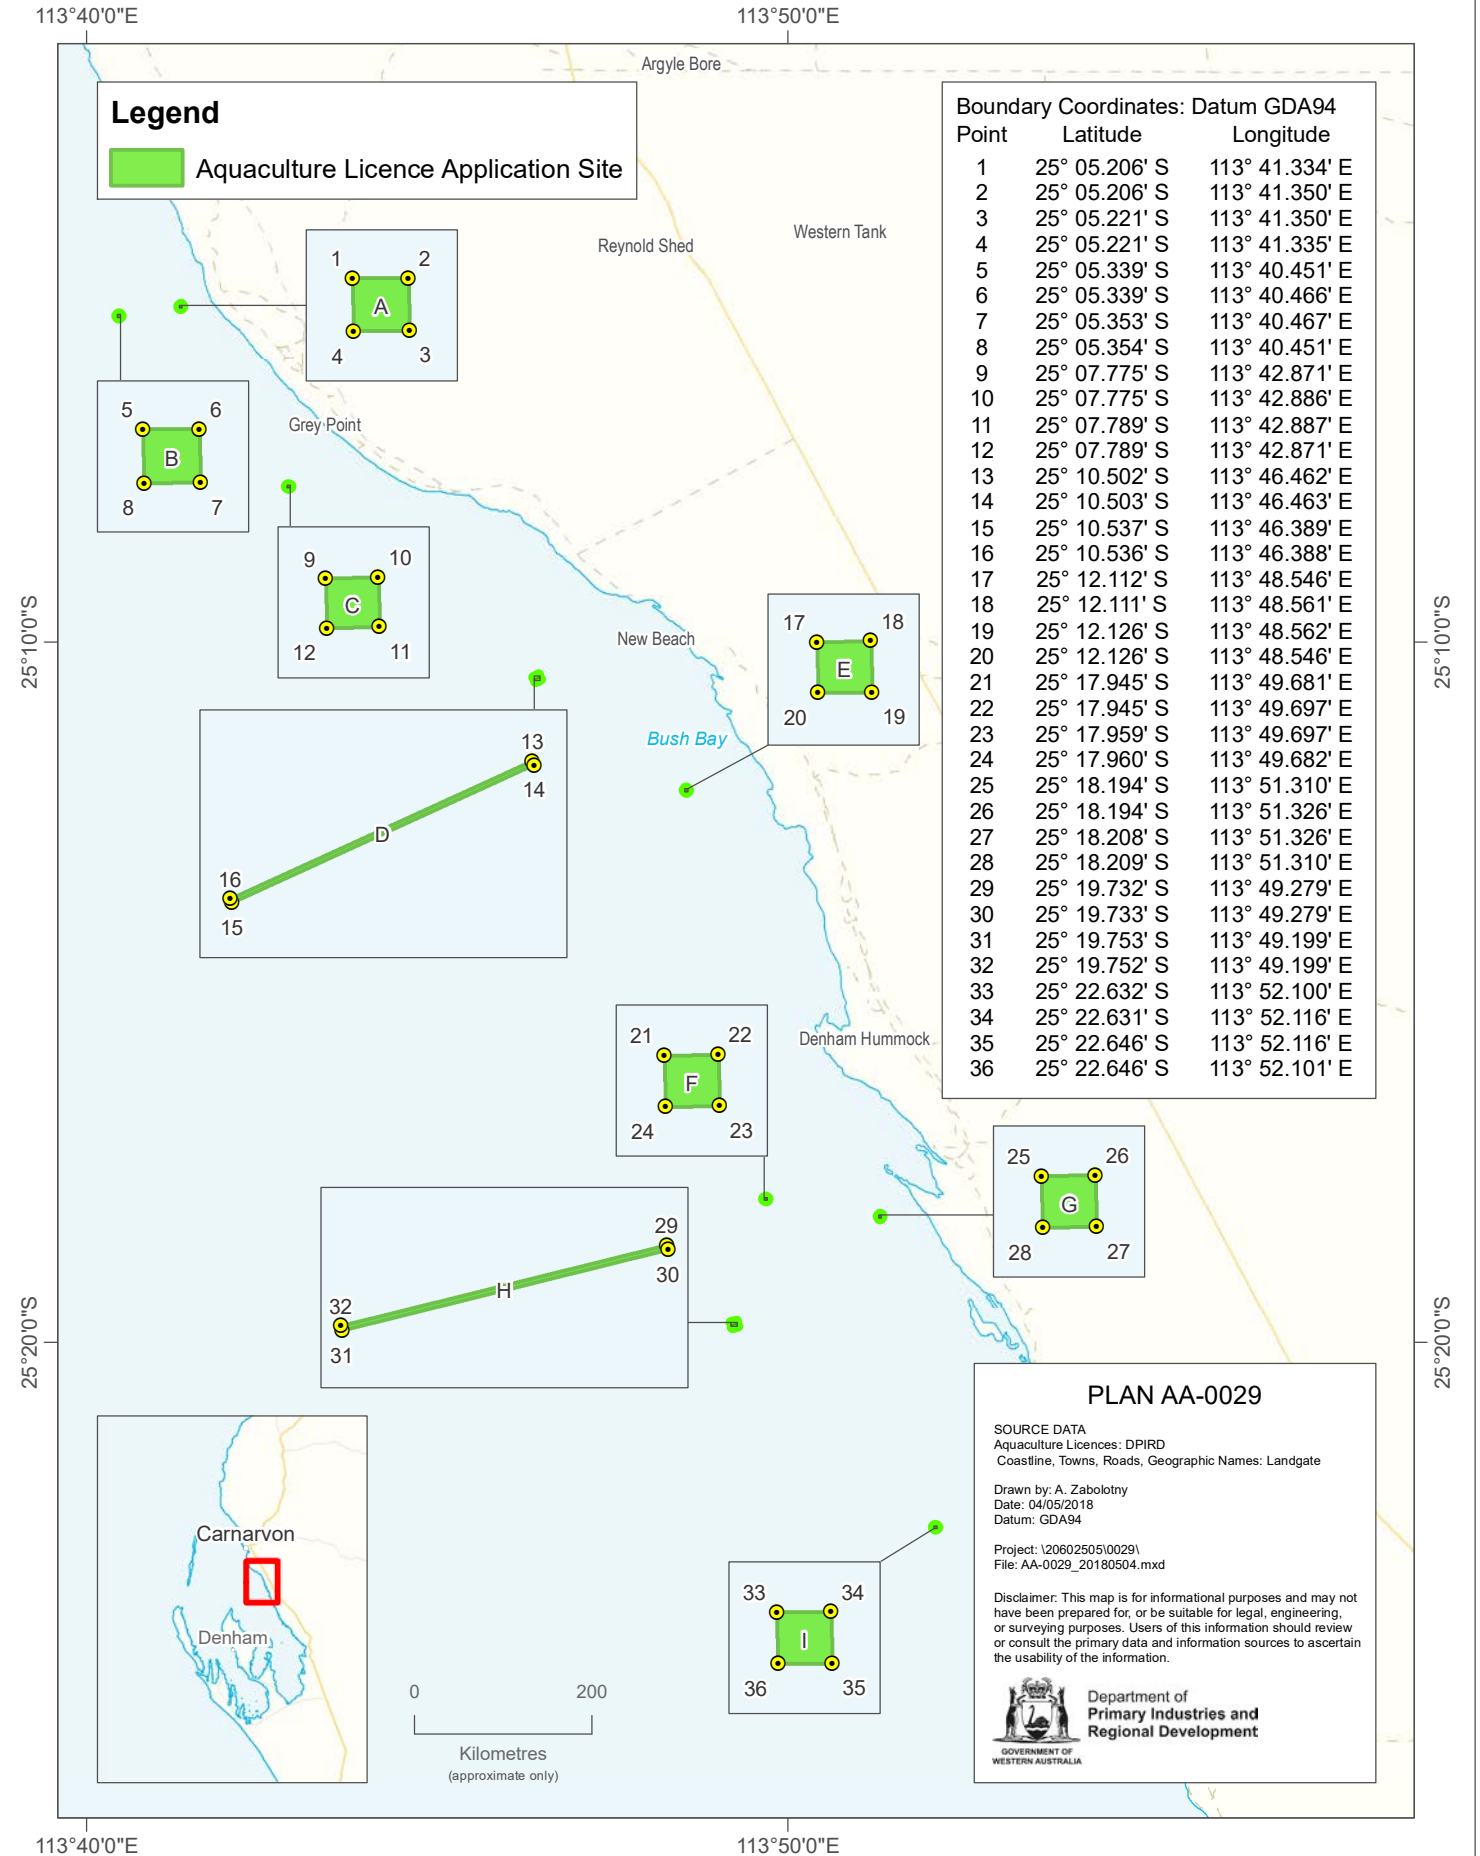 113°40'0"E 113°50'0"E
Argyle Bore
Legend
Aquaculture Licence Application Site
Boundary Coordinates: Datum GDA94
Point Latitude Longitude
1 25° 05.206' S 113° 41.334' E
2 25° 05.206' S 113° 41.350' E
3 25° 05.221' S 113° 41.350' E
4 25° 05.221' S 113° 41.335' E
5 25° 05.339' S 113° 40.451' E
6 25° 05.339' S 113° 40.466' E
7 25° 05.353' S 113° 40.467' E
8 25° 05.354' S 113° 40.451' E
9 25° 07.775' S 113° 42.871' E
10 25° 07.775' S 113° 42.886' E
11 25° 07.789' S 113° 42.887' E
12 25° 07.789' S 113° 42.871' E
13 25° 10.502' S 113° 46.462' E
14 25° 10.503' S 113° 46.463' E
15 25° 10.537' S 113° 46.389' E
16 25° 10.536' S 113° 46.388' E
17 25° 12.112' S 113° 48.546' E
18 25° 12.111' S 113° 48.561' E
19 25° 12.126' S 113° 48.562' E
20 25° 12.126' S 113° 48.546' E
21 25° 17.945' S 113° 49.681' E
22 25° 17.945' S 113° 49.697' E
23 25° 17.959' S 113° 49.697' E
24 25° 17.960' S 113° 49.682' E
25 25° 18.194' S 113° 51.310' E
26 25° 18.194' S 113° 51.326' E
27 25° 18.208' S 113° 51.326' E
28 25° 18.209' S 113° 51.310' E
29 25° 19.732' S 113° 49.279' E
30 25° 19.733' S 113° 49.279' E
31 25° 19.753' S 113° 49.199' E
32 25° 19.752' S 113° 49.199' E
33 25° 22.632' S 113° 52.100' E
34 25° 22.631' S 113° 52.116' E
35 25° 22.646' S 113° 52.116' E
36 25° 22.646' S 113° 52.101' E
Western Tank
Reynold Shed
1 2
A
4 3
5 6
B
8 7
Grey Point
9 10
C
12 11
25°10'0"S
New Beach
17 18
E
20 19
25°10'0"S
Bush Bay
13
14
D
16
15
21 22
F
24 23
Denham Hummock
25 26
G
28 27
29
30
H
32
31
25°20'0"S
25°20'0"S
PLAN AA-0029
SOURCE DATA
Aquaculture Licences: DPIRD
Coastline, Towns, Roads, Geographic Names: Landgate
Drawn by: A. Zabolotny
Date: 04/05/2018
Datum: GDA94
Project: \20602505\0029\
File: AA-0029_20180504.mxd
Disclaimer: This map is for informational purposes and may not
have been prepared for, or be suitable for legal, engineering,
or surveying purposes. Users of this information should review
or consult the primary data and information sources to ascertain
the usability of the information.
GOVERNMENT OF
WESTERN AUSTRALIA
Department of
Primary Industries and
Regional Development
Carnarvon
Denham
33 34
I
36 35
0 200
Kilometres
(approximate only)
113°40'0"E 113°50'0"E